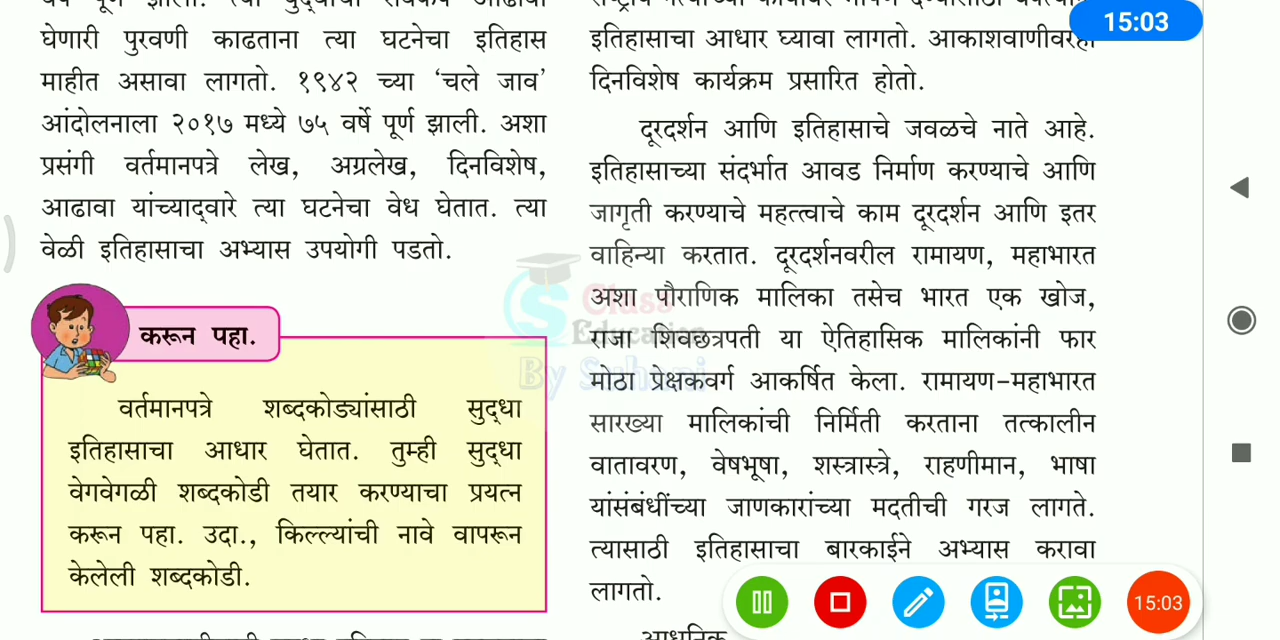 घेणारी पुरवणी काढताना त्या घटनेचा इतिहास
माहीत असावा लागतो. १९४२ च्या ‘चले जाव’
आंदोलनाला २०१७ मध्ये ७५ वर्षे पूर्ण झाली. अशा
प्रसंगी वर्तमानपत्रे लेख, अग्रलेख, दिनविशेष,
आढावा यांच्याद्वारे त्या घटनेचा वेध घेतात. त्या
वेळी इतिहासाचा अभ्यास उपयोगी पडतो.
करून पहा.
वर्तमानपत्रे शब्दकोड्यांसाठी सुद्धा
इतिहासाचा आधार घेतात. तुम्ही सुद्धा
वेगवेगळी शब्दकोडी तयार करण्याचा प्रयत्न
करून पहा. उदा., किल्ल्यांची नावे वापरून
केलेली शब्दकोडी.
इतिहासाचा आधार घ्यावा लागतो. आकाशवाणीवरही
दिनविशेष कार्यक्रम प्रसारित होतो.
दूरदर्शन आणि इतिहासाचे जवळचे नाते आहे.
इतिहासाच्या संदर्भात आवड निर्माण करण्याचे आणि
जागृती करण्याचे महत्त्वाचे काम दूरदर्शन आणि इतर
वाहिन्या करतात. दूरदर्शनवरील रामायण, महाभारत
अशा पौराणिक मालिका तसेच भारत एक खोज,
राजा शिवछत्रपती या ऐतिहासिक मालिकांनी फार
मोठा प्रेक्षकवर्ग आकर्षित केला. रामायण-महाभारत
सारख्या मालिकांची निर्मिती करताना तत्कालीन
वातावरण, वेषभूषा, शस्त्रास्त्रे, राहणीमान, भाषा
यांसंबंधींच्या जाणकारांच्या मदतीची गरज लागते.
त्यासाठी इतिहासाचा बारकाईने अभ्यास करावा
लागतो.
आधुनिक
15:03
S Class
Education
By Suhani
15:03